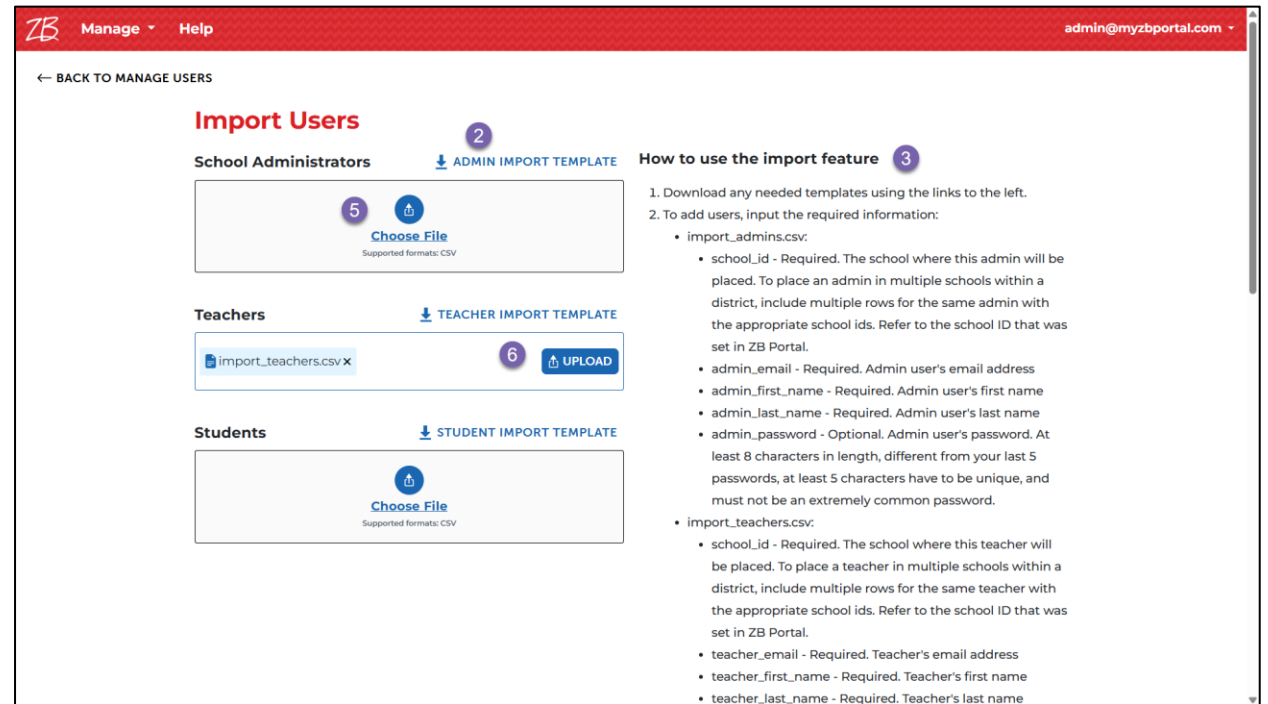 ZB Manage Help admin@myzbportal.com
← BACK TO MANAGE USERS
Import Users
2
School Administrators ADMIN IMPORT TEMPLATE
5
Choose File
Supported formats: CSV
Teachers TEACHER IMPORT TEMPLATE
import_teachers.csv x 6 UPLOAD
Students STUDENT IMPORT TEMPLATE
Choose File
Supported formats: CSV
How to use the import feature 3
1. Download any needed templates using the links to the left.
2. To add users, input the required information:
• import_admins.csv:
• school_id - Required. The school where this admin will be
placed. To place an admin in multiple schools within a
district, include multiple rows for the same admin with
the appropriate school ids. Refer to the school ID that was
set in ZB Portal.
• admin_email - Required. Admin user's email address
• admin_first_name - Required. Admin user's first name
• admin_last_name - Required. Admin user's last name
• admin_password - Optional. Admin user's password. At
least 8 characters in length, different from your last 5
passwords, at least 5 characters have to be unique, and
must not be an extremely common password.
• import_teachers.csv:
• school_id - Required. The school where this teacher will
be placed. To place a teacher in multiple schools within a
district, include multiple rows for the same teacher with
the appropriate school ids. Refer to the school ID that was
set in ZB Portal.
• teacher_email - Required. Teacher's email address
• teacher_first_name - Required. Teacher's first name
• teacher_last_name - Required. Teacher's last name